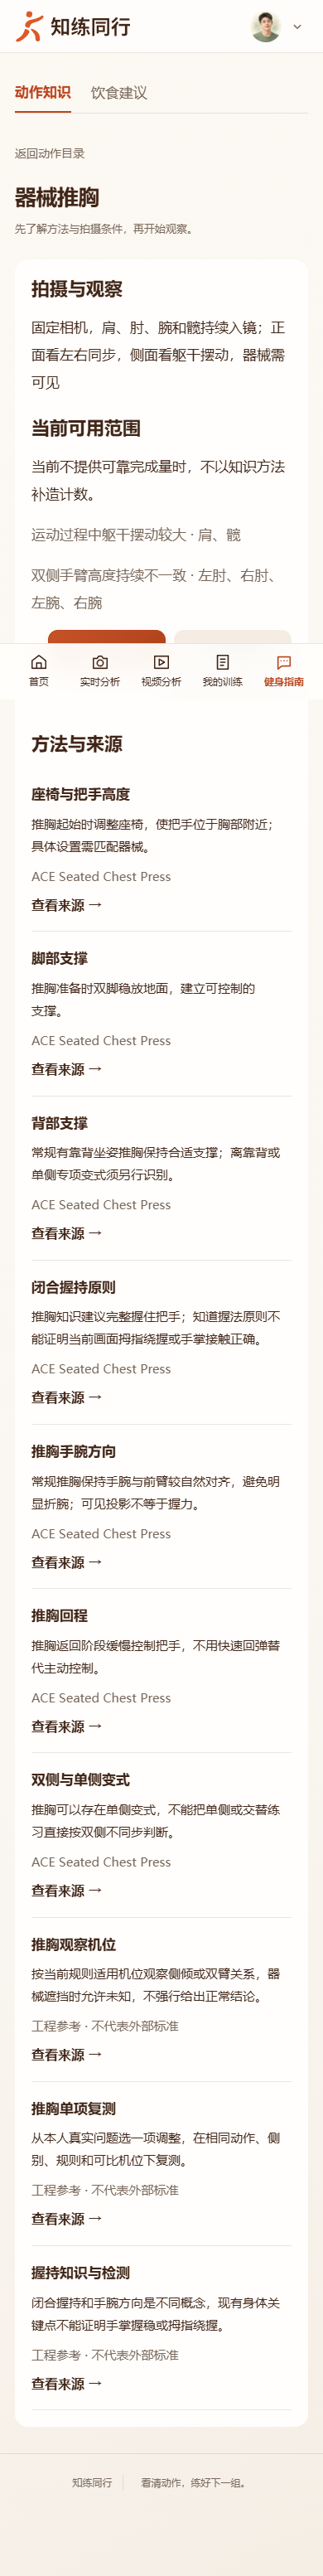 知练同行
动作知识 饮食建议
返回动作目录
器械推胸
先了解方法与拍摄条件，再开始观察。
拍摄与观察
固定相机，肩、肘、腕和髋持续入镜；正
面看左右同步，侧面看躯干摆动，器械需
可见
当前可用范围
当前不提供可靠完成量时，不以知识方法
补造计数。
运动过程中躯干摆动较大 · 肩、髋
双侧手臂高度持续不一致 · 左肘、右肘、
左腕、右腕
首页 实时分析 视频分析 我的训练 健身指南
方法与来源
座椅与把手高度
推胸起始时调整座椅，使把手位于胸部附近；
具体设置需匹配器械。
ACE Seated Chest Press
查看来源 →
脚部支撑
推胸准备时双脚稳放地面，建立可控制的
支撑。
ACE Seated Chest Press
查看来源 →
背部支撑
常规有靠背坐姿推胸保持合适支撑；离靠背或
单侧专项变式须另行识别。
ACE Seated Chest Press
查看来源 →
闭合握持原则
推胸知识建议完整握住把手；知道握法原则不
能证明当前画面拇指绕握或手掌接触正确。
ACE Seated Chest Press
查看来源 →
推胸手腕方向
常规推胸保持手腕与前臂较自然对齐，避免明
显折腕；可见投影不等于握力。
ACE Seated Chest Press
查看来源 →
推胸回程
推胸返回阶段缓慢控制把手，不用快速回弹替
代主动控制。
ACE Seated Chest Press
查看来源 →
双侧与单侧变式
推胸可以存在单侧变式，不能把单侧或交替练
习直接按双侧不同步判断。
ACE Seated Chest Press
查看来源 →
推胸观察机位
按当前规则适用机位观察侧倾或双臂关系，器
械遮挡时允许未知，不强行给出正常结论。
工程参考 · 不代表外部标准
查看来源 →
推胸单项复测
从本人真实问题选一项调整，在相同动作、侧
别、规则和可比机位下复测。
工程参考 · 不代表外部标准
查看来源 →
握持知识与检测
闭合握持和手腕方向是不同概念，现有身体关
键点不能证明手掌握稳或拇指绕握。
工程参考 · 不代表外部标准
查看来源 →
知练同行 看清动作，练好下一组。